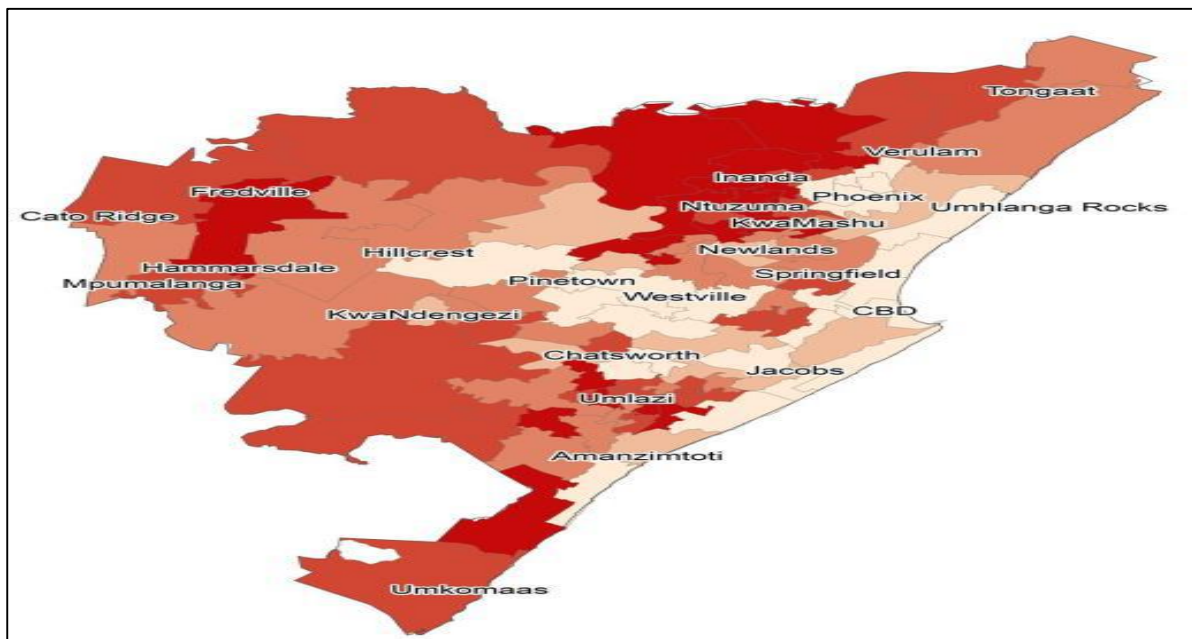 Tongaat
Verulam
Inanda
Fredville
Phoenix
Ntuzuma
Umhlanga Rocks
Cato Ridge
KwaMashu
Hillcrest
Newlands
Hammarsdale
Springfield
Mpumalanga
Pinetown
Westville
CBD
KwaNdengezi
Chatsworth
Jacobs
Umlazi
Amanzimtoti
Umkomaas